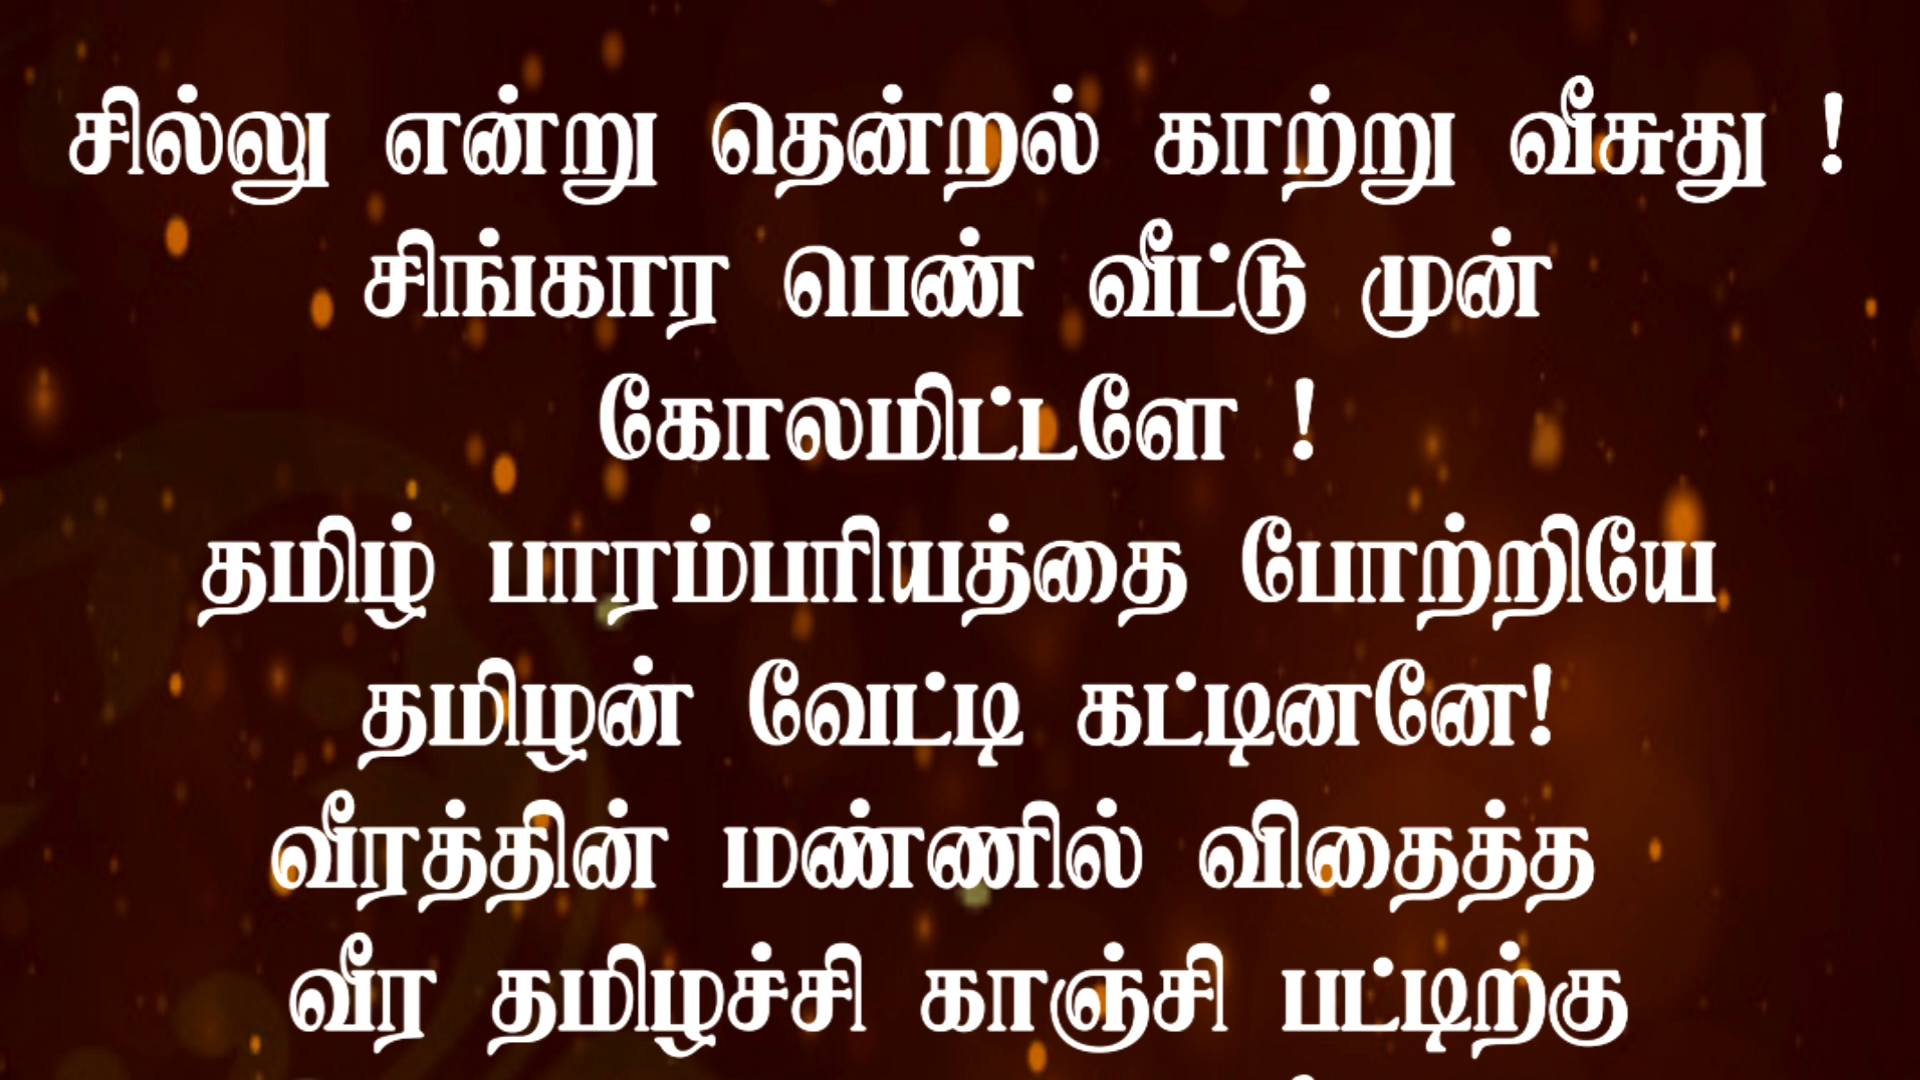 சில்லு என்று தென்றல் காற்று வீசுது !
சிங்கார பெண் வீட்டு முன்
கோலமிட்டளே !
தமிழ் பாரம்பரியத்தை போற்றியே
தமிழன் வேட்டி கட்டினனே!
வீரத்தின் மண்ணில் விதைத்த
வீர தமிழச்சி காஞ்சி பட்டிற்கு